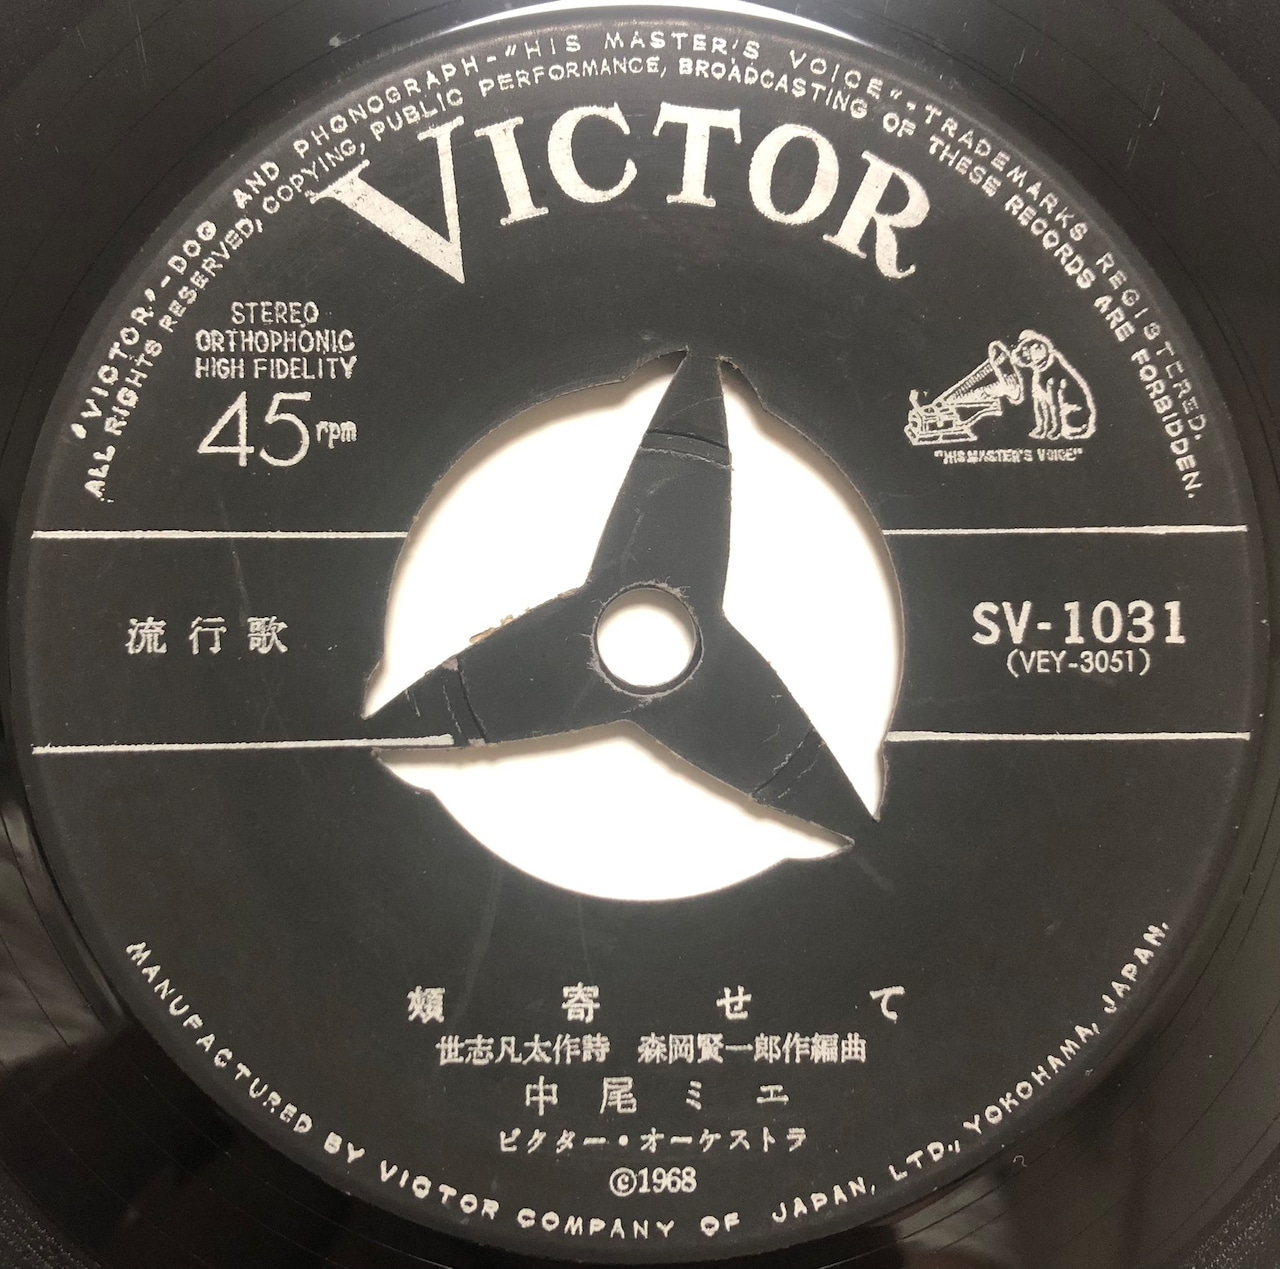 "VICTOR,"-DOG AND PHONOGRAPH-"HIS MASTER'S VOICE"-TRADEMARKS REGISTERED.
ALL RIGHTS RESERVED, COPYING, PUBLIC PERFORMANCE, BROADCASTING OF THESE RECORDS ARE FORBIDDEN.
VICTOR
STEREO
ORTHOPHONIC
HIGH FIDELITY
45rpm
"HIS MASTER'S VOICE"
流行歌
SV-1031
(VEY-3051)
頬寄せて
世志凡太作詩 森岡賢一郎作編曲
中尾ミエ
ビクター・オーケストラ
©1968
MANUFACTURED BY VICTOR COMPANY OF JAPAN, LTD., YOKOHAMA, JAPAN.